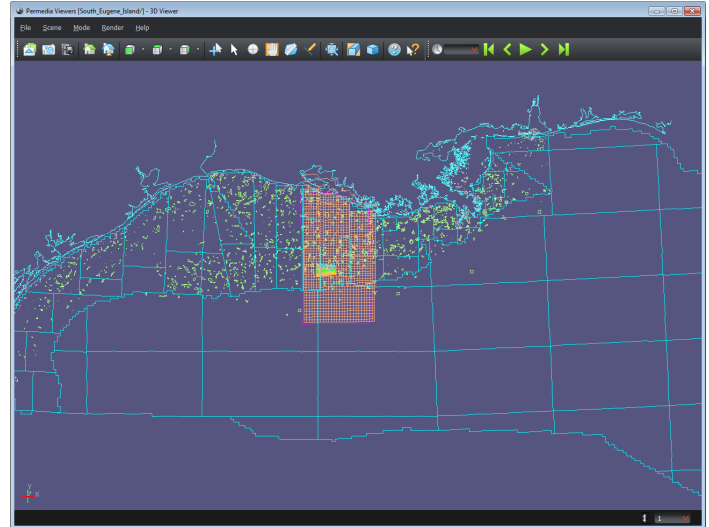 Permedia Viewers [South_Eugene_Island/] - 3D Viewer
File Scene Mode Render Help
Y
X
1